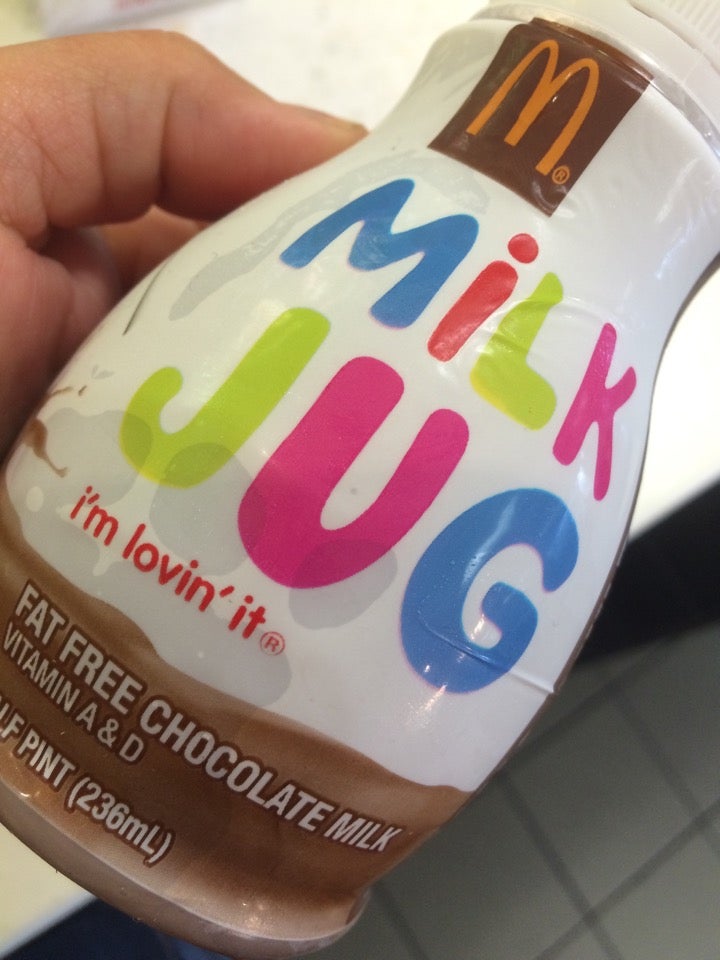 M®
MiLK
JUG
i'm lovin' it®
FAT FREE CHOCOLATE MILK
VITAMIN A & D
PINT (236mL)